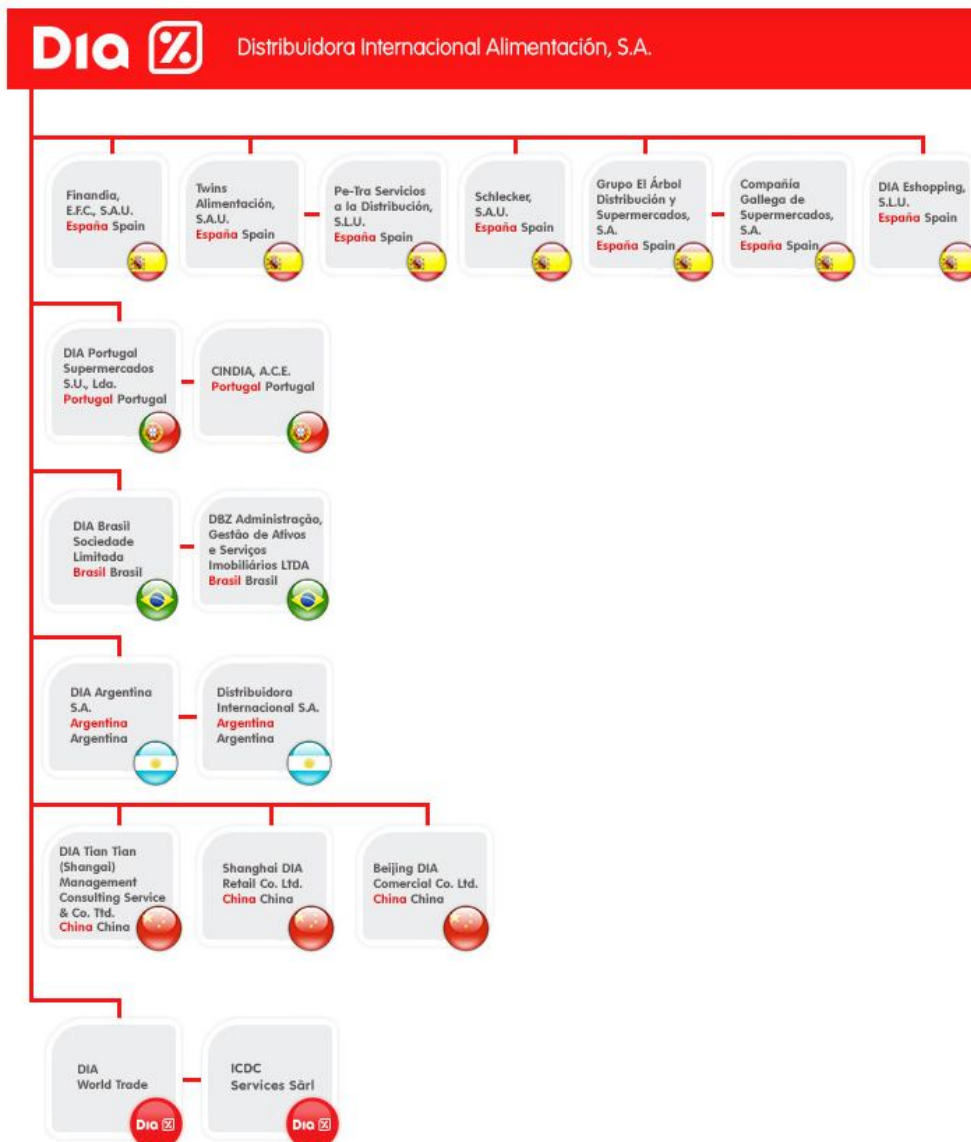 Dia %
Distribuidora Internacional Alimentación, S.A.
Finandia,
E.F.C., S.A.U.
España Spain
Twins
Alimentación,
S.A.U.
España Spain
Pe-Tra Servicios
a la Distribución,
S.L.U.
España Spain
Schlecker,
S.A.U.
España Spain
Grupo El Árbol
Distribución y
Supermercados,
S.A.
España Spain
Compañía
Gallega de
Supermercados,
S.A.
España Spain
DIA Eshopping,
S.L.U.
España Spain
DIA Portugal
Supermercados
S.U., Lda.
Portugal Portugal
CINDIA, A.C.E.
Portugal Portugal
DIA Brasil
Sociedade
Limitada
Brasil Brasil
DBZ Administração,
Gestão de Ativos
e Serviços
Imobiliários LTDA
Brasil Brasil
DIA Argentina
S.A.
Argentina
Argentina
Distribuidora
Internacional S.A.
Argentina
Argentina
DIA Tian Tian
(Shangai)
Management
Consulting Service
& Co. Ttd.
China China
Shanghai DIA
Retail Co. Ltd.
China China
Beijing DIA
Comercial Co. Ltd.
China China
DIA
World Trade
Dia %
ICDC
Services Sàrl
Dia %